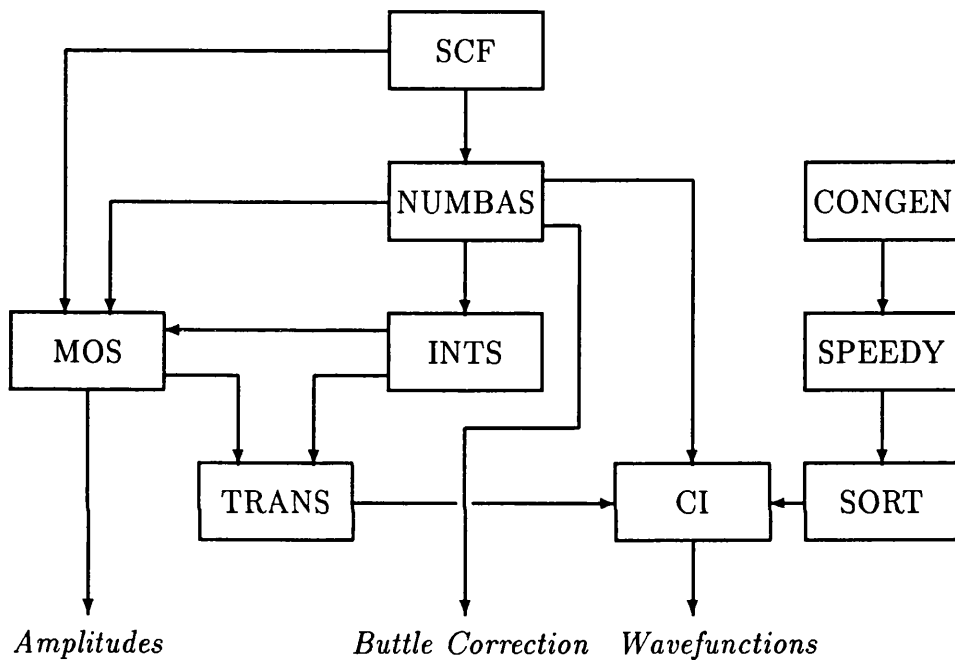 SCF
NUMBAS
CONGEN
MOS
INTS
SPEEDY
TRANS
CI
SORT
Amplitudes
Buttle Correction
Wavefunctions